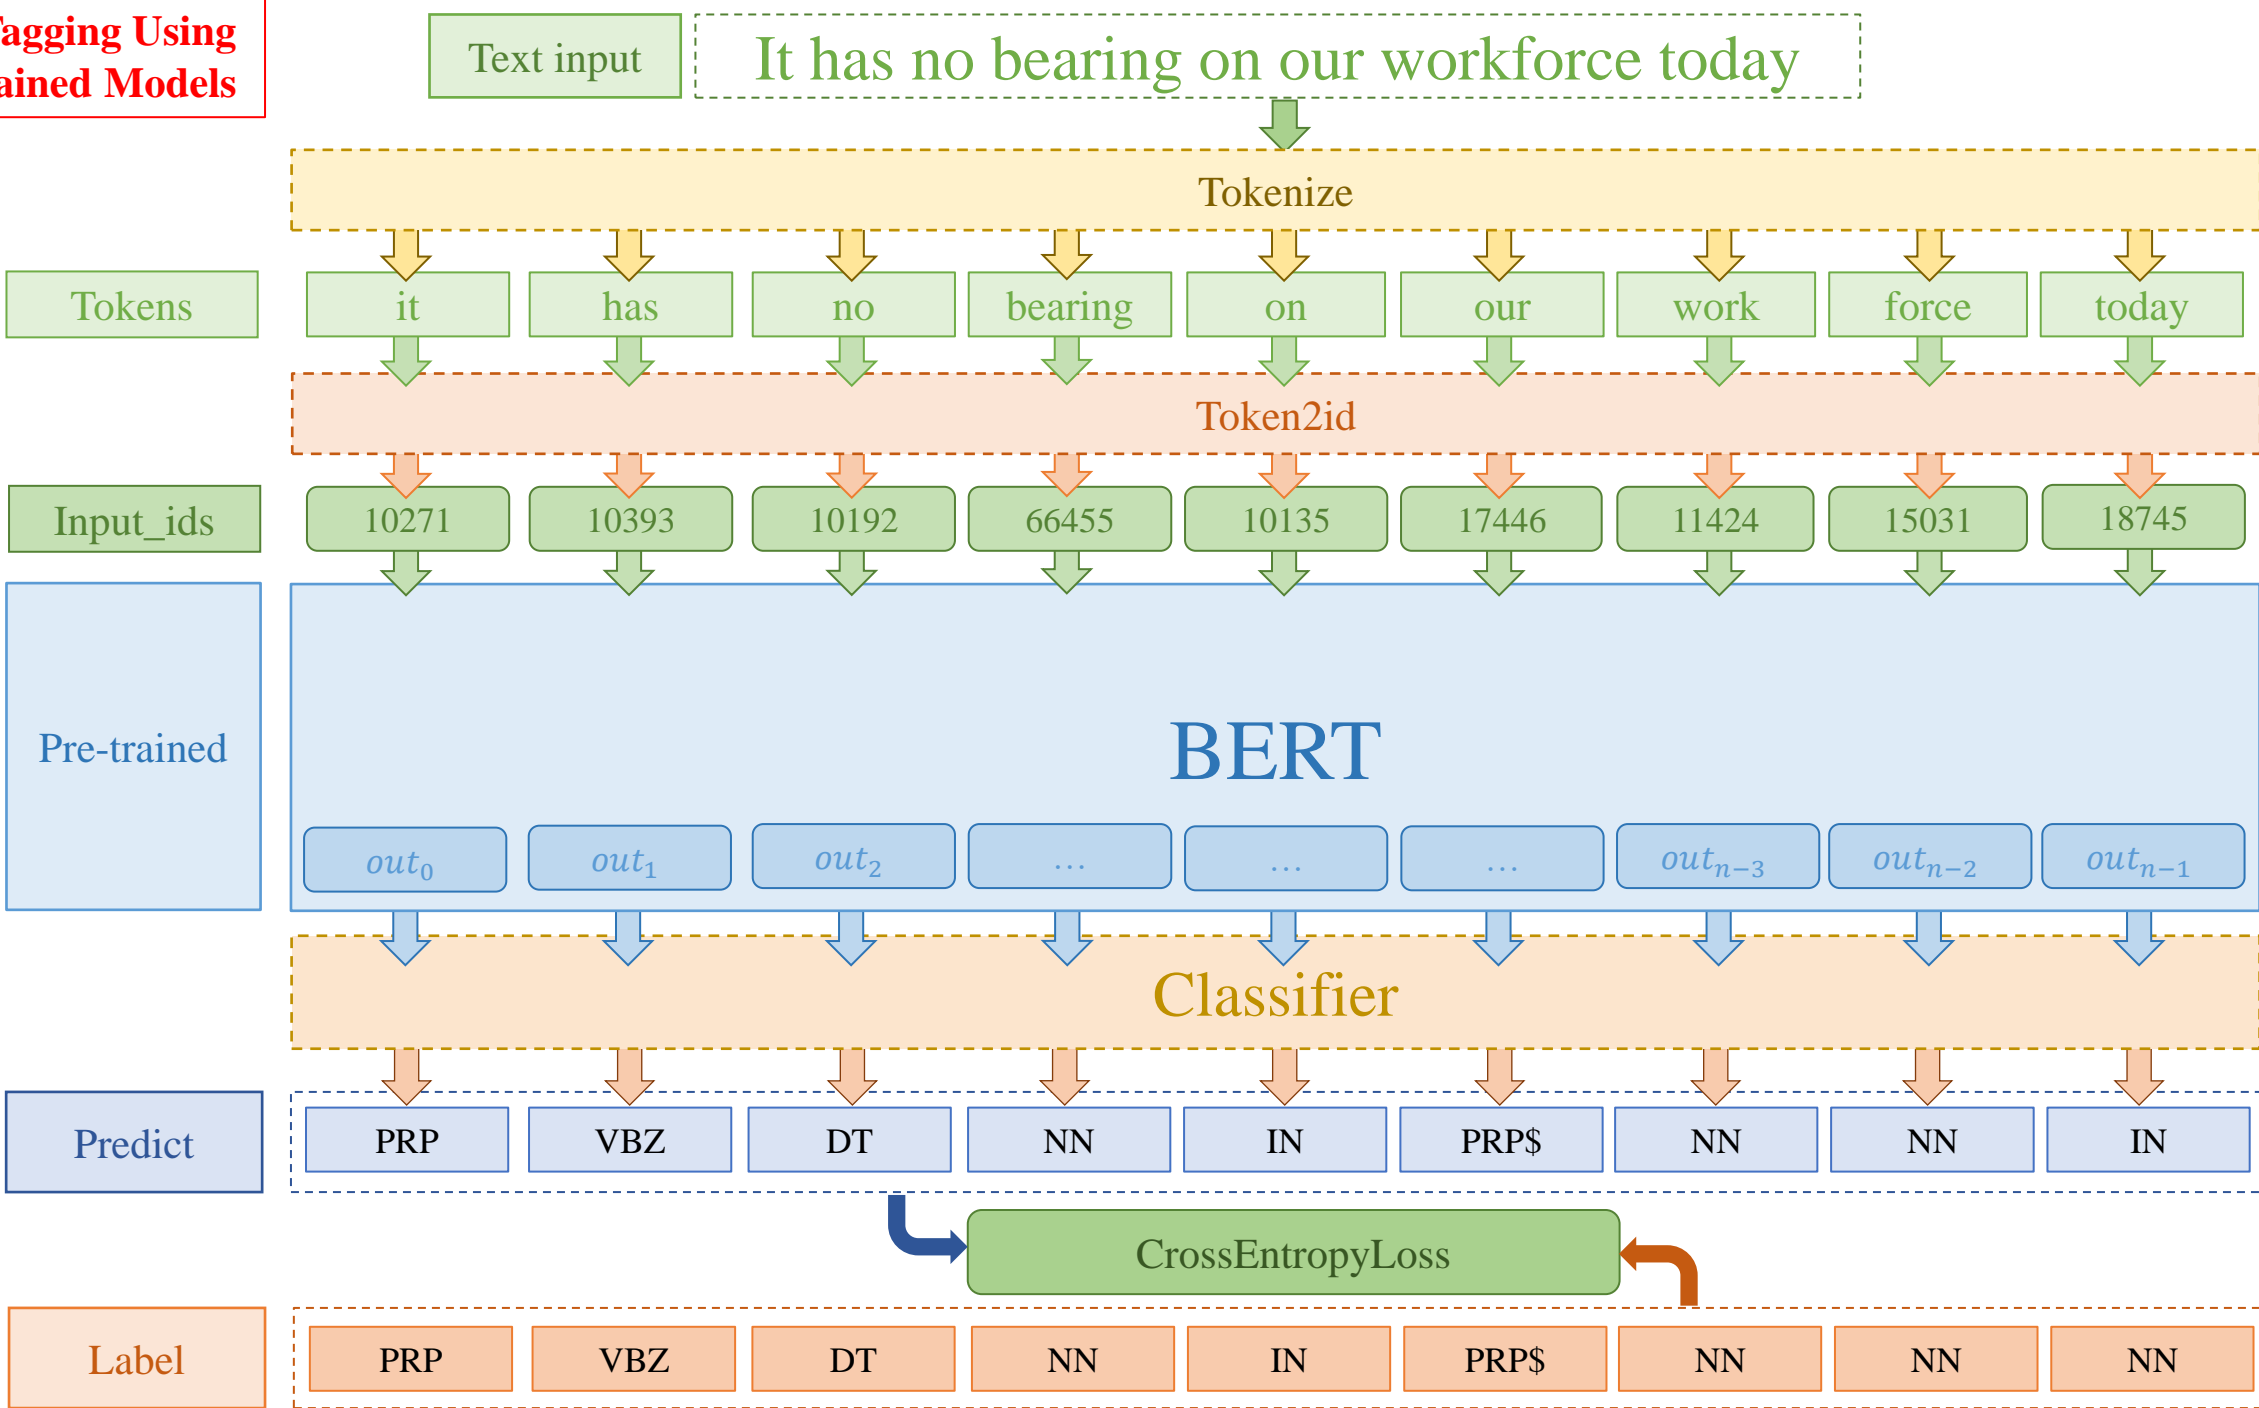 Tagging Using
ained Models
Text input
It has no bearing on our workforce today
Tokenize
Tokens
it has no bearing on our work force today
Token2id
Input_ids
10271 10393 10192 66455 10135 17446 11424 15031 18745
Pre-trained
BERT
out₀ out₁ out₂ … … … outₙ₋₃ outₙ₋₂ outₙ₋₁
Classifier
Predict
PRP VBZ DT NN IN PRP$ NN NN IN
CrossEntropyLoss
Label
PRP VBZ DT NN IN PRP$ NN NN NN